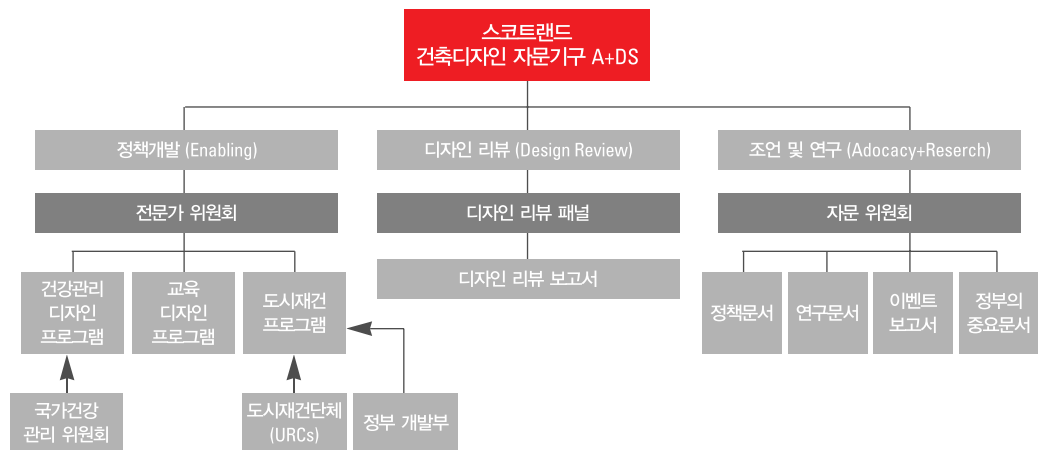 스코트랜드
건축디자인 자문기구 A+DS
정책개발 (Enabling)
디자인 리뷰 (Design Review)
조언 및 연구 (Adocacy+Reserch)
전문가 위원회
디자인 리뷰 패널
자문 위원회
디자인 리뷰 보고서
건강관리
디자인
프로그램
교육
디자인
프로그램
도시재건
프로그램
정책문서
연구문서
이벤트
보고서
정부의
중요문서
국가건강
관리 위원회
도시재건단체
(URCs)
정부 개발부